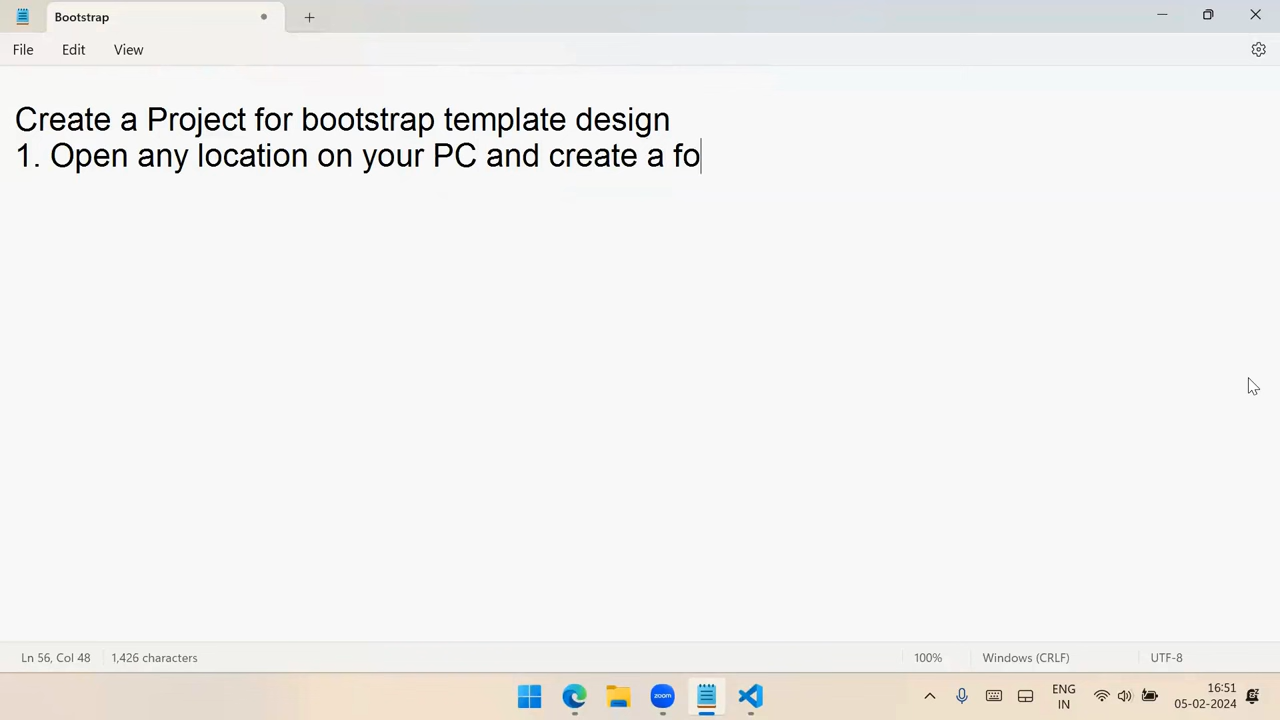 Bootstrap
File Edit View
Create a Project for bootstrap template design
1. Open any location on your PC and create a fo
Ln 56, Col 48 1,426 characters 100% Windows (CRLF) UTF-8
zoom
ENG
IN
16:51
05-02-2024